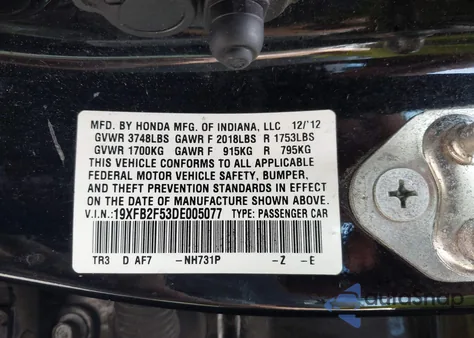 MFD. BY HONDA MFG. OF INDIANA, LLC 12/'12
GVWR 3748LBS GAWR F 2018LBS R 1753LBS
GVWR 1700KG GAWR F 915KG R 795KG
THIS VEHICLE CONFORMS TO ALL APPLICABLE
FEDERAL MOTOR VEHICLE SAFETY, BUMPER,
AND THEFT PREVENTION STANDARDS IN EFFECT
ON THE DATE OF MANUFACTURE SHOWN ABOVE.
V.I.N.:19XFB2F53DE005077 TYPE: PASSENGER CAR
TR3 D AF7 -NH731P -Z -E
AutoSnap